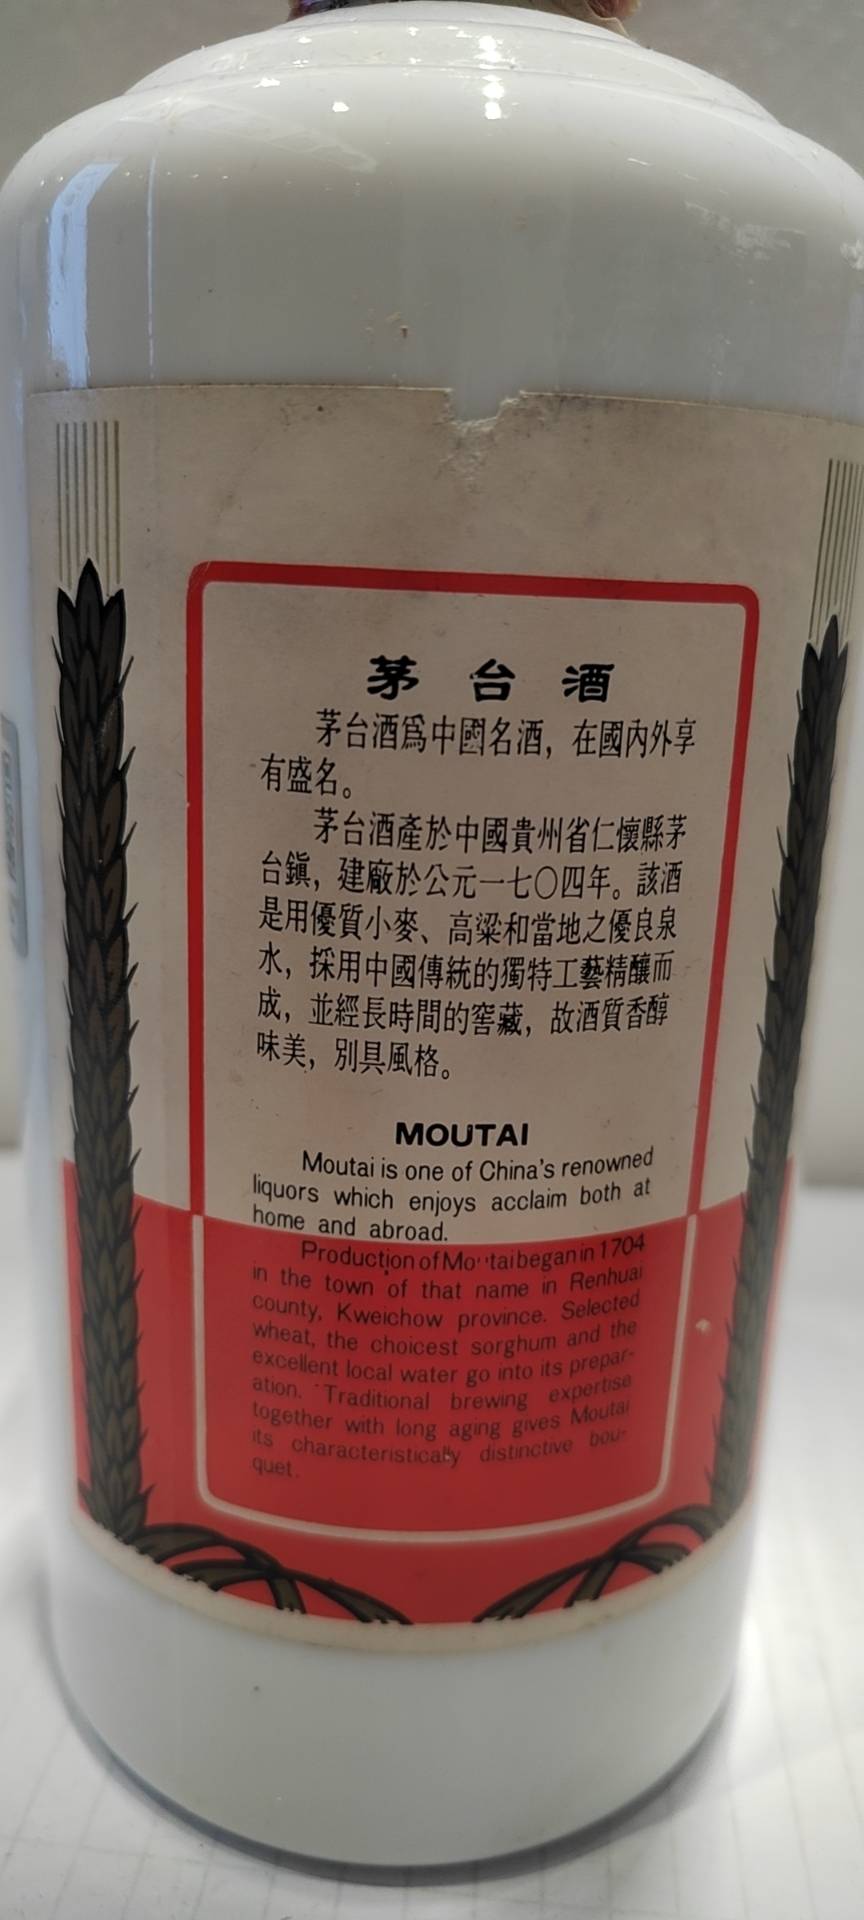 茅台酒
茅台酒爲中國名酒，在國內外享
有盛名。
茅台酒產於中國貴州省仁懷縣茅
台鎮，建廠於公元一七〇四年。該酒
是用優質小麥、高粱和當地之優良泉
水，採用中國傳統的獨特工藝精釀而
成，並經長時間的窖藏，故酒質香醇
味美，別具風格。
MOUTAI
Moutai is one of China's renowned
liquors which enjoys acclaim both at
home and abroad.
Production of Moutai began in 1704
in the town of that name in Renhuai
county, Kweichow province. Selected
wheat, the choicest sorghum and the
excellent local water go into its prepar-
ation. Traditional brewing expertise
together with long aging gives Moutai
its characteristically distinctive bou-
quet.